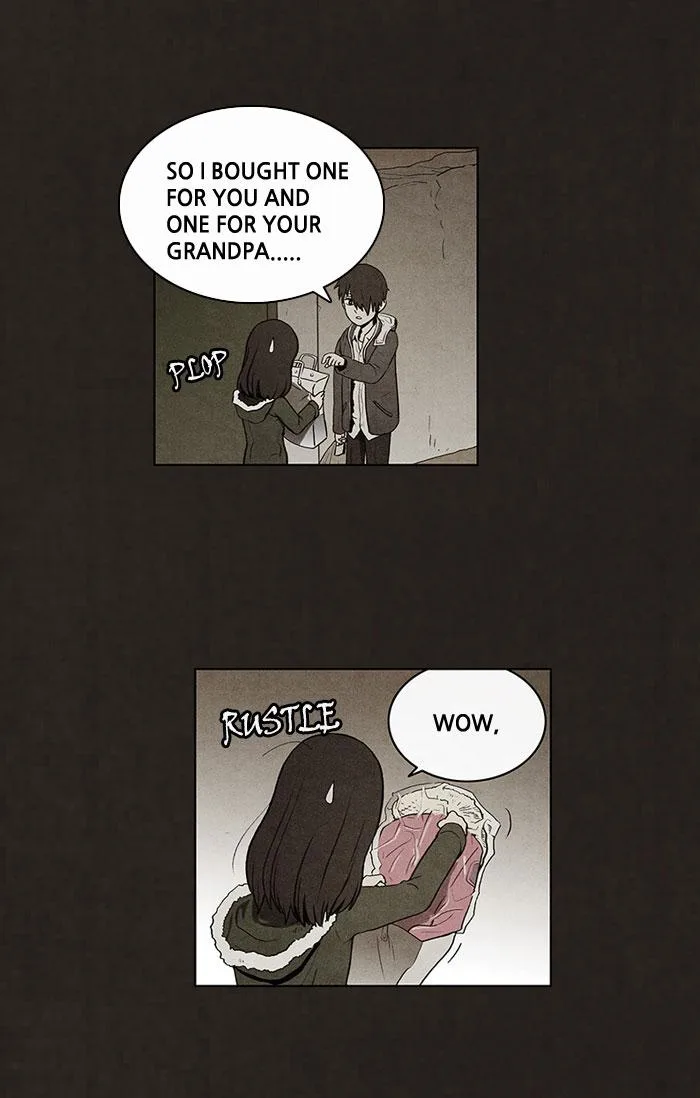 SO I BOUGHT ONE
FOR YOU AND
ONE FOR YOUR
GRANDPA.....
PLOP
RUSTLE
WOW,